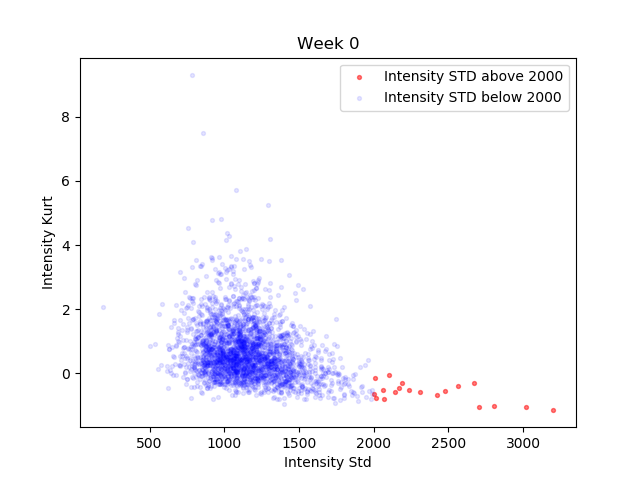 Week 0
Intensity STD above 2000
Intensity STD below 2000
Intensity Kurt
8
6
4
2
0
500 1000 1500 2000 2500 3000
Intensity Std